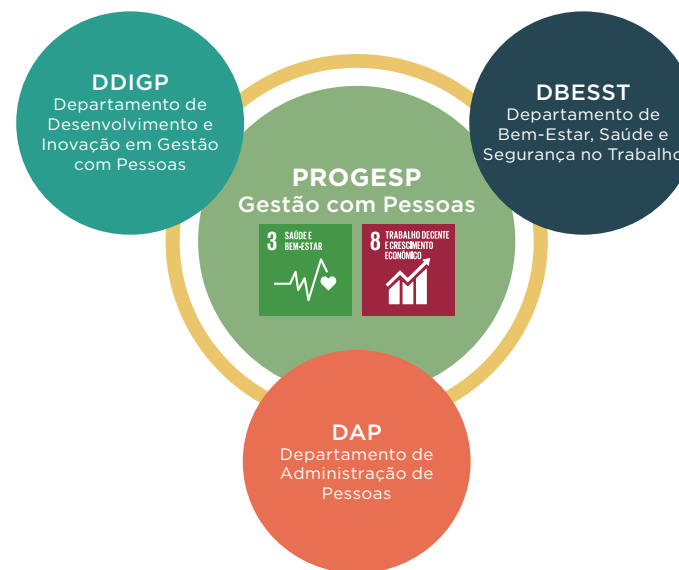 DDIGP
Departamento de
Desenvolvimento e
Inovação em Gestão
com Pessoas
DBESST
Departamento de
Bem-Estar, Saúde e
Segurança no Trabalho
PROGESP
Gestão com Pessoas
3 SAÚDE E
BEM-ESTAR
8 TRABALHO DECENTE
E CRESCIMENTO
ECONÔMICO
DAP
Departamento de
Administração de
Pessoas